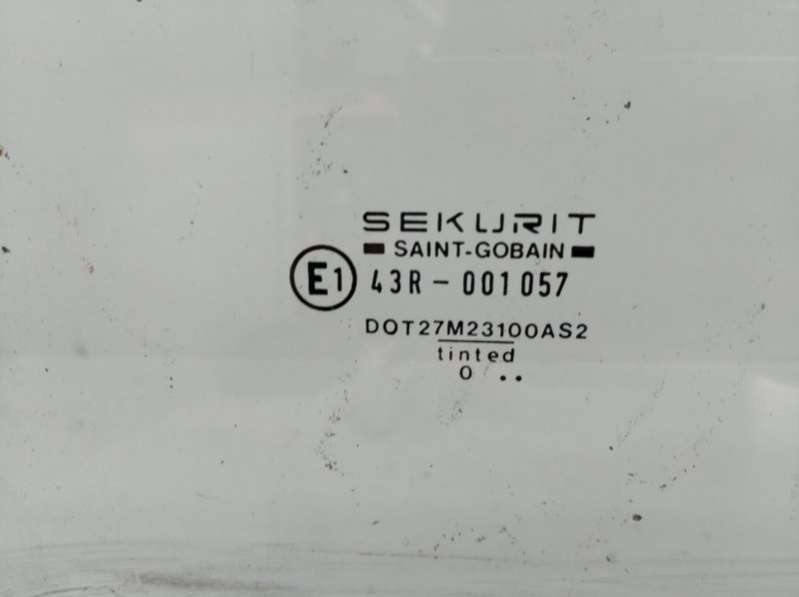 SEKURIT
SAINT-GOBAIN
E1 43R - 001057
DOT27M23100AS2
tinted
0 ..